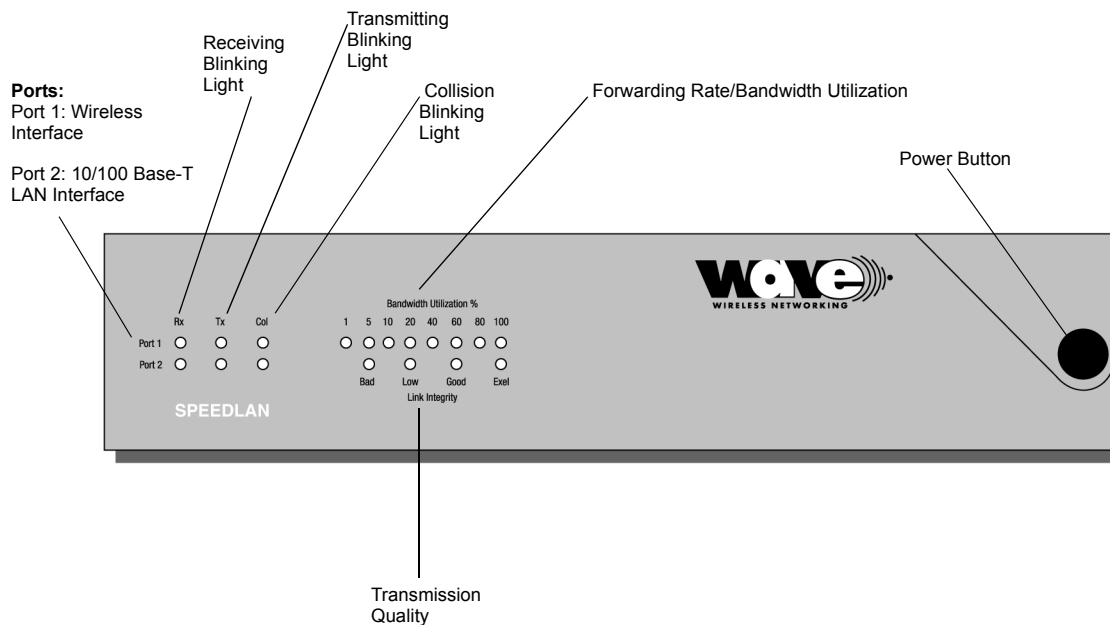 Transmitting
Blinking
Light
Receiving
Blinking
Light
Ports:
Port 1: Wireless
Interface
Collision
Blinking
Light
Forwarding Rate/Bandwidth Utilization
Port 2: 10/100 Base-T
LAN Interface
Power Button
WaVe
WIRELESS NETWORKING
Bandwidth Utilization %
Rx Tx Col 1 5 10 20 40 60 80 100
Port 1
Port 2
Bad Low Good Exel
Link Integrity
SPEEDLAN
Transmission
Quality